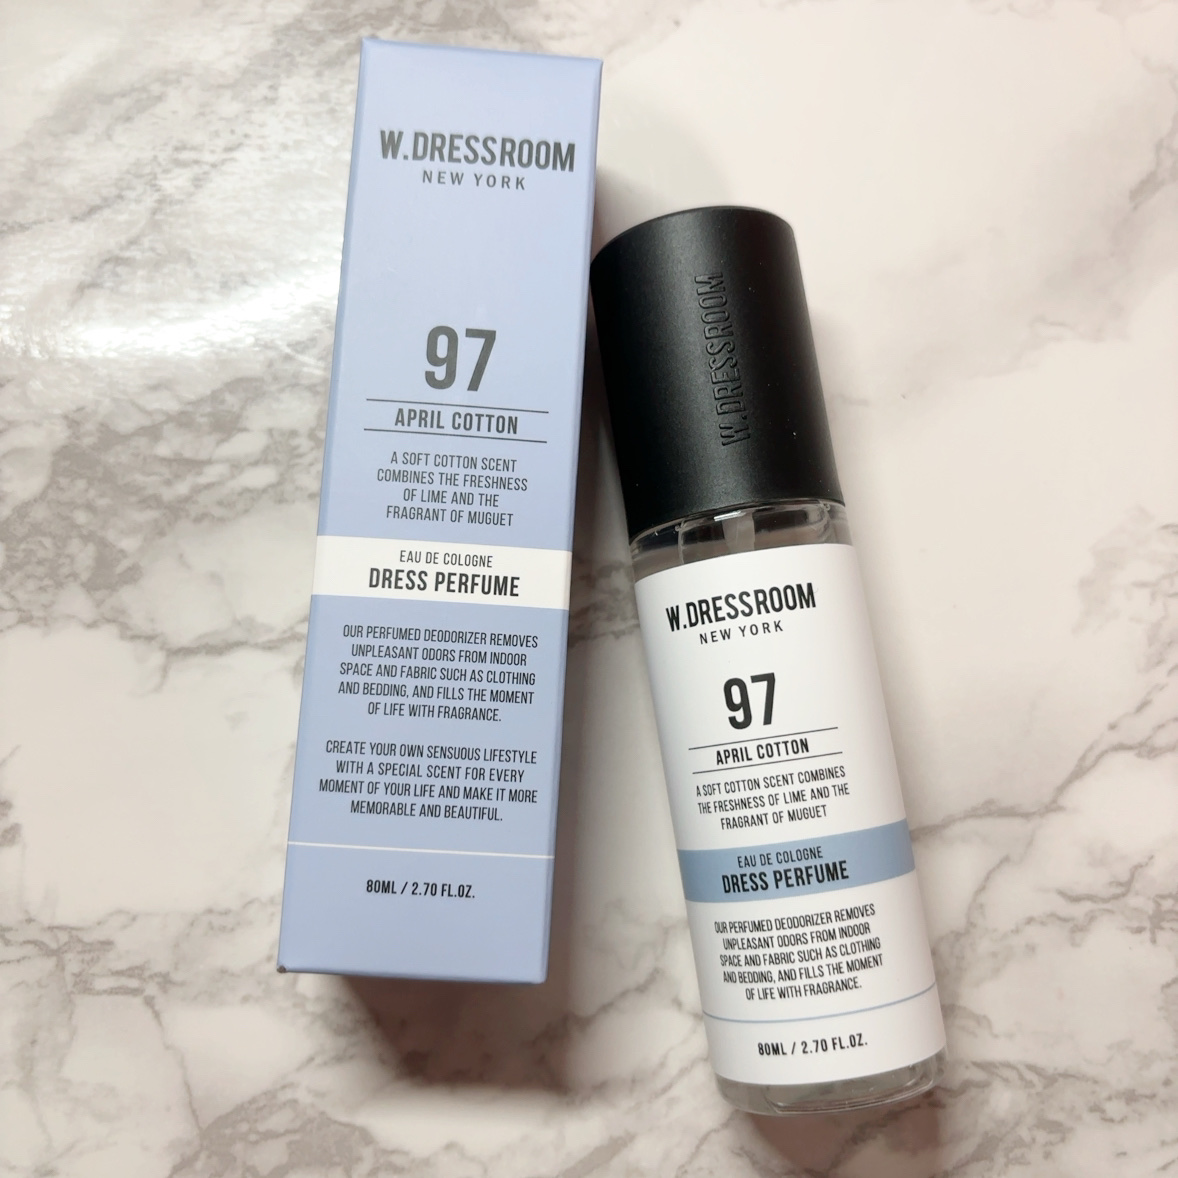 W.DRESSROOM
NEW YORK
97
APRIL COTTON
A SOFT COTTON SCENT
COMBINES THE FRESHNESS
OF LIME AND THE
FRAGRANT OF MUGUET
EAU DE COLOGNE
DRESS PERFUME
OUR PERFUMED DEODORIZER REMOVES
UNPLEASANT ODORS FROM INDOOR
SPACE AND FABRIC SUCH AS CLOTHING
AND BEDDING, AND FILLS THE MOMENT
OF LIFE WITH FRAGRANCE.
CREATE YOUR OWN SENSUOUS LIFESTYLE
WITH A SPECIAL SCENT FOR EVERY
MOMENT OF YOUR LIFE AND MAKE IT MORE
MEMORABLE AND BEAUTIFUL.
80ML / 2.70 FL.OZ.
W.DRESSROOM
W.DRESSROOM
NEW YORK
97
APRIL COTTON
A SOFT COTTON SCENT COMBINES
THE FRESHNESS OF LIME AND THE
FRAGRANT OF MUGUET
EAU DE COLOGNE
DRESS PERFUME
OUR PERFUMED DEODORIZER REMOVES
UNPLEASANT ODORS FROM INDOOR
SPACE AND FABRIC SUCH AS CLOTHING
AND BEDDING, AND FILLS THE MOMENT
OF LIFE WITH FRAGRANCE.
80ML / 2.70 FL.OZ.